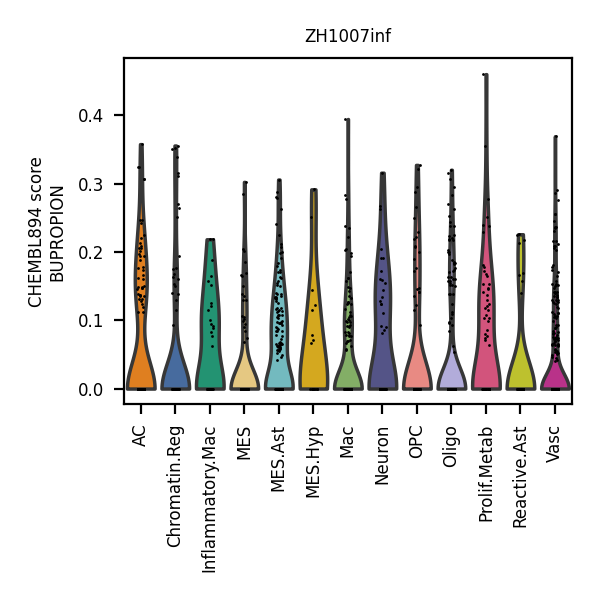 ZH1007inf
CHEMBL894 score
BUPROPION
0.4
0.3
0.2
0.1
0.0
AC
Chromatin.Reg
Inflammatory.Mac
MES
MES.Ast
MES.Hyp
Mac
Neuron
OPC
Oligo
Prolif.Metab
Reactive.Ast
Vasc